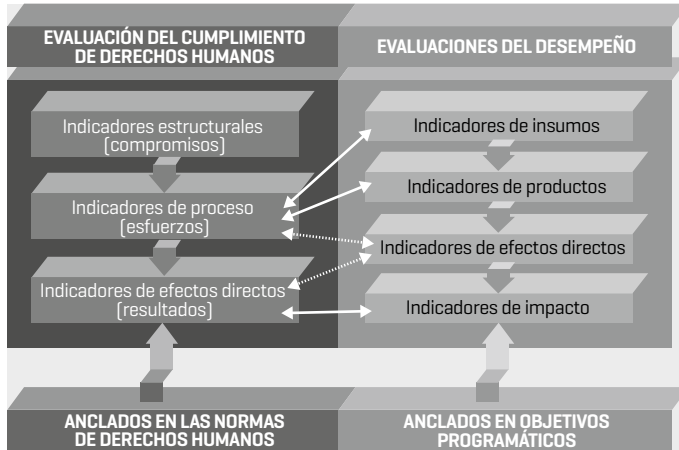 EVALUACIÓN DEL CUMPLIMIENTO
DE DERECHOS HUMANOS
EVALUACIONES DEL DESEMPEÑO
Indicadores estructurales
(compromisos)
Indicadores de proceso
(esfuerzos)
Indicadores de efectos directos
(resultados)
Indicadores de insumos
Indicadores de productos
Indicadores de efectos directos
Indicadores de impacto
ANCLADOS EN LAS NORMAS
DE DERECHOS HUMANOS
ANCLADOS EN OBJETIVOS
PROGRAMÁTICOS